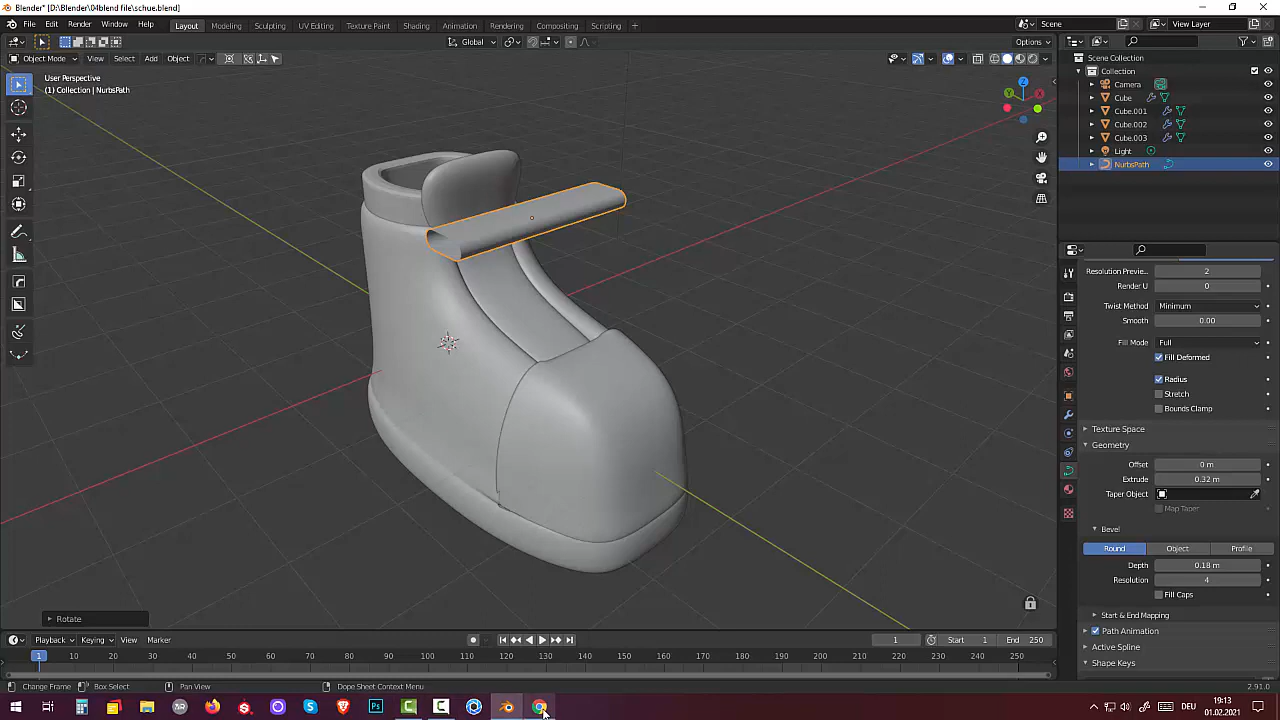 Blender* [D:\Blender\04blend file\schue.blend]
File Edit Render Window Help Layout Modeling Sculpting UV Editing Texture Paint Shading Animation Rendering Compositing Scripting Scene View Layer
Global Options
Object Mode View Select Add Object
User Perspective
(1) Collection | NurbsPath
Scene Collection
Collection
Camera
Cube
Cube.001
Cube.002
Cube.003
Light
NurbsPath
Resolution Previe... 2
Render U 0
Twist Method Minimum
Smooth 0.00
Fill Mode Full
Fill Deformed
Radius
Stretch
Bounds Clamp
Texture Space
Geometry
Offset 0 m
Extrude 0.32 m
Taper Object
Map Taper
Bevel
Round Object Profile
Depth 0.18 m
Resolution 4
Fill Caps
Start & End Mapping
Path Animation
Active Spline
Shape Keys
Rotate
Playback Keying View Marker 1 Start 1 End 250
1 10 20 30 40 50 60 70 80 90 100 110 120 130 140 150 160 170 180 190 200 210 220 230 240 250
Change Frame Box Select Pan View Dope Sheet Context Menu 2.91.0
DEU 19:13
01.02.2021